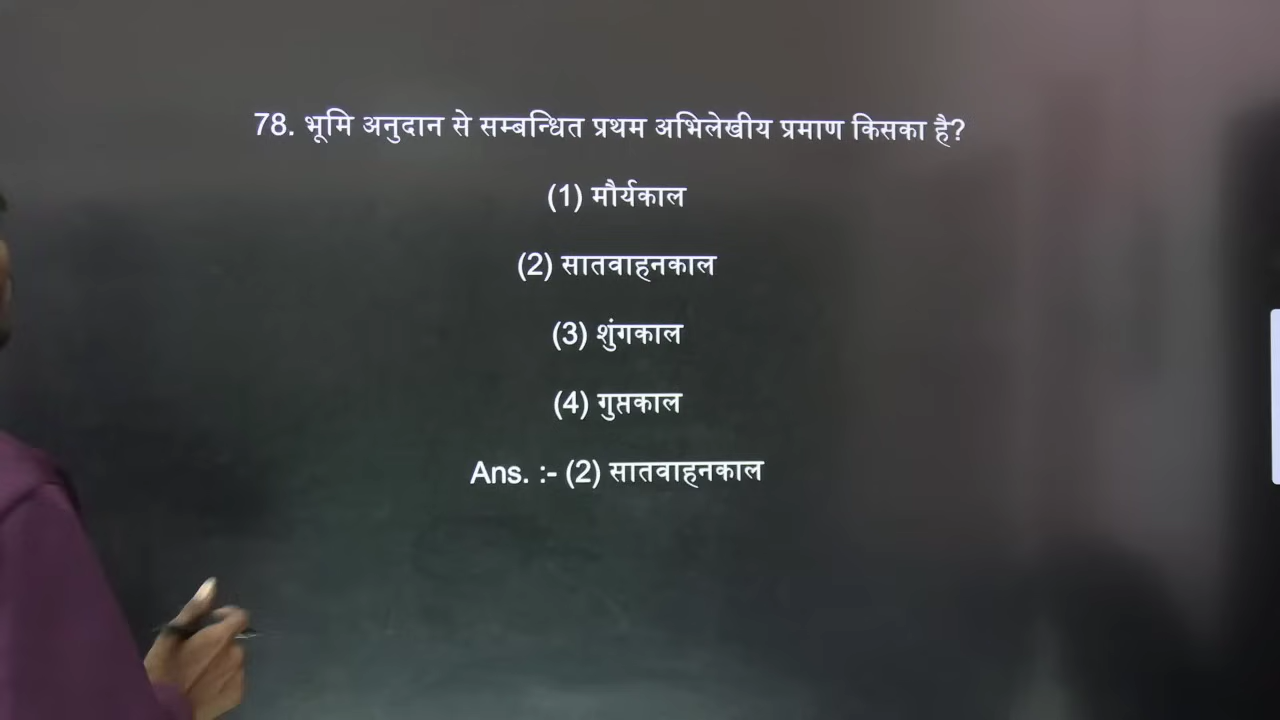 78. भूमि अनुदान से सम्बन्धित प्रथम अभिलेखीय प्रमाण किसका है?
(1) मौर्यकाल
(2) सातवाहनकाल
(3) शुंगकाल
(4) गुप्तकाल
Ans. :- (2) सातवाहनकाल